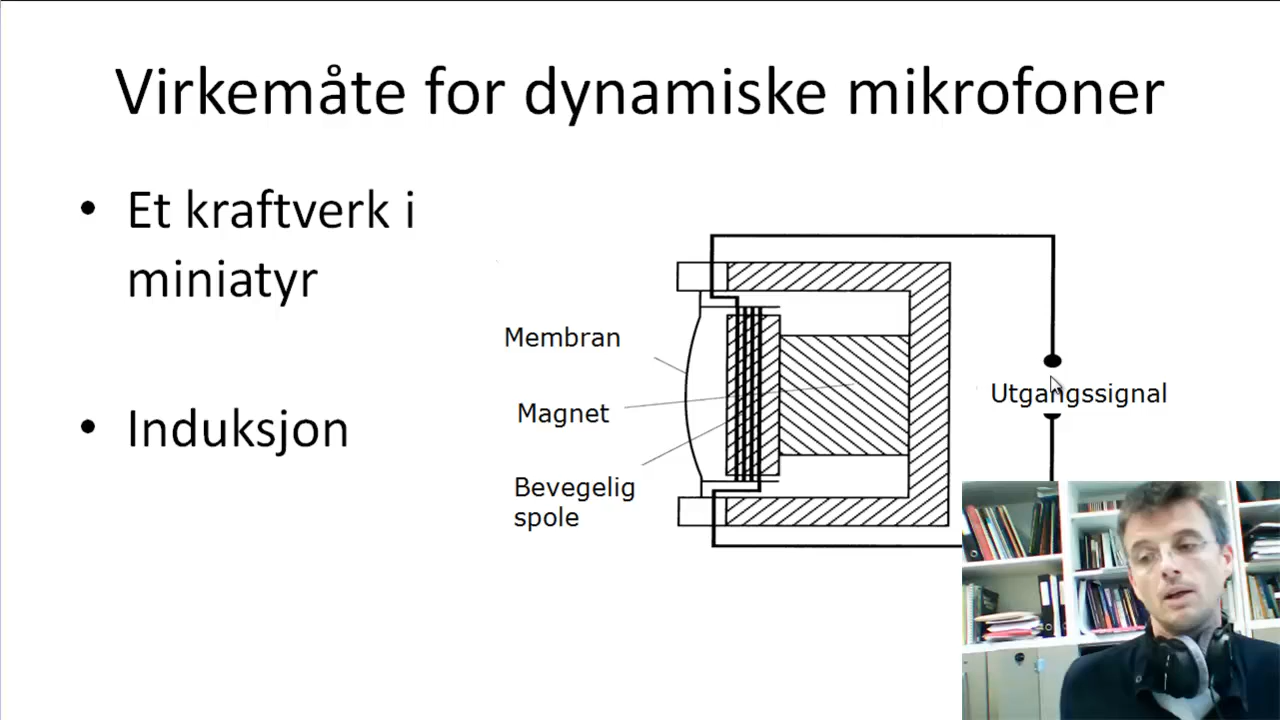 Virkemåte for dynamiske mikrofoner
• Et kraftverk i
miniatyr
• Induksjon
Membran
Magnet
Bevegelig
spole
Utgangssignal